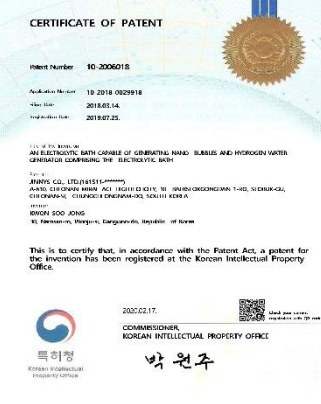 CERTIFICATE OF PATENT
Patent Number 10-2006018
Application Number 10-2018-0029918
Filing Date 2018.03.14.
Registration Date 2019.07.25.
AN ELECTROLYTIC BATH CAPABLE OF GENERATING NANO BUBBLES AND HYDROGEN WATER
GENERATOR COMPRISING THE ELECTROLYTIC BATH
JINNYS CO., LTD.(161511-*******)
CHUNGCHEONGNAM-DO, SOUTH KOREA
KWON SOO JONG
Republic of Korea
This is to certify that, in accordance with the Patent Act, a patent for
the invention has been registered at the Korean Intellectual Property
Office.
2020.02.17.
COMMISSIONER,
KOREAN INTELLECTUAL PROPERTY OFFICE
박원주
특허청
Korean Intellectual
Property Office